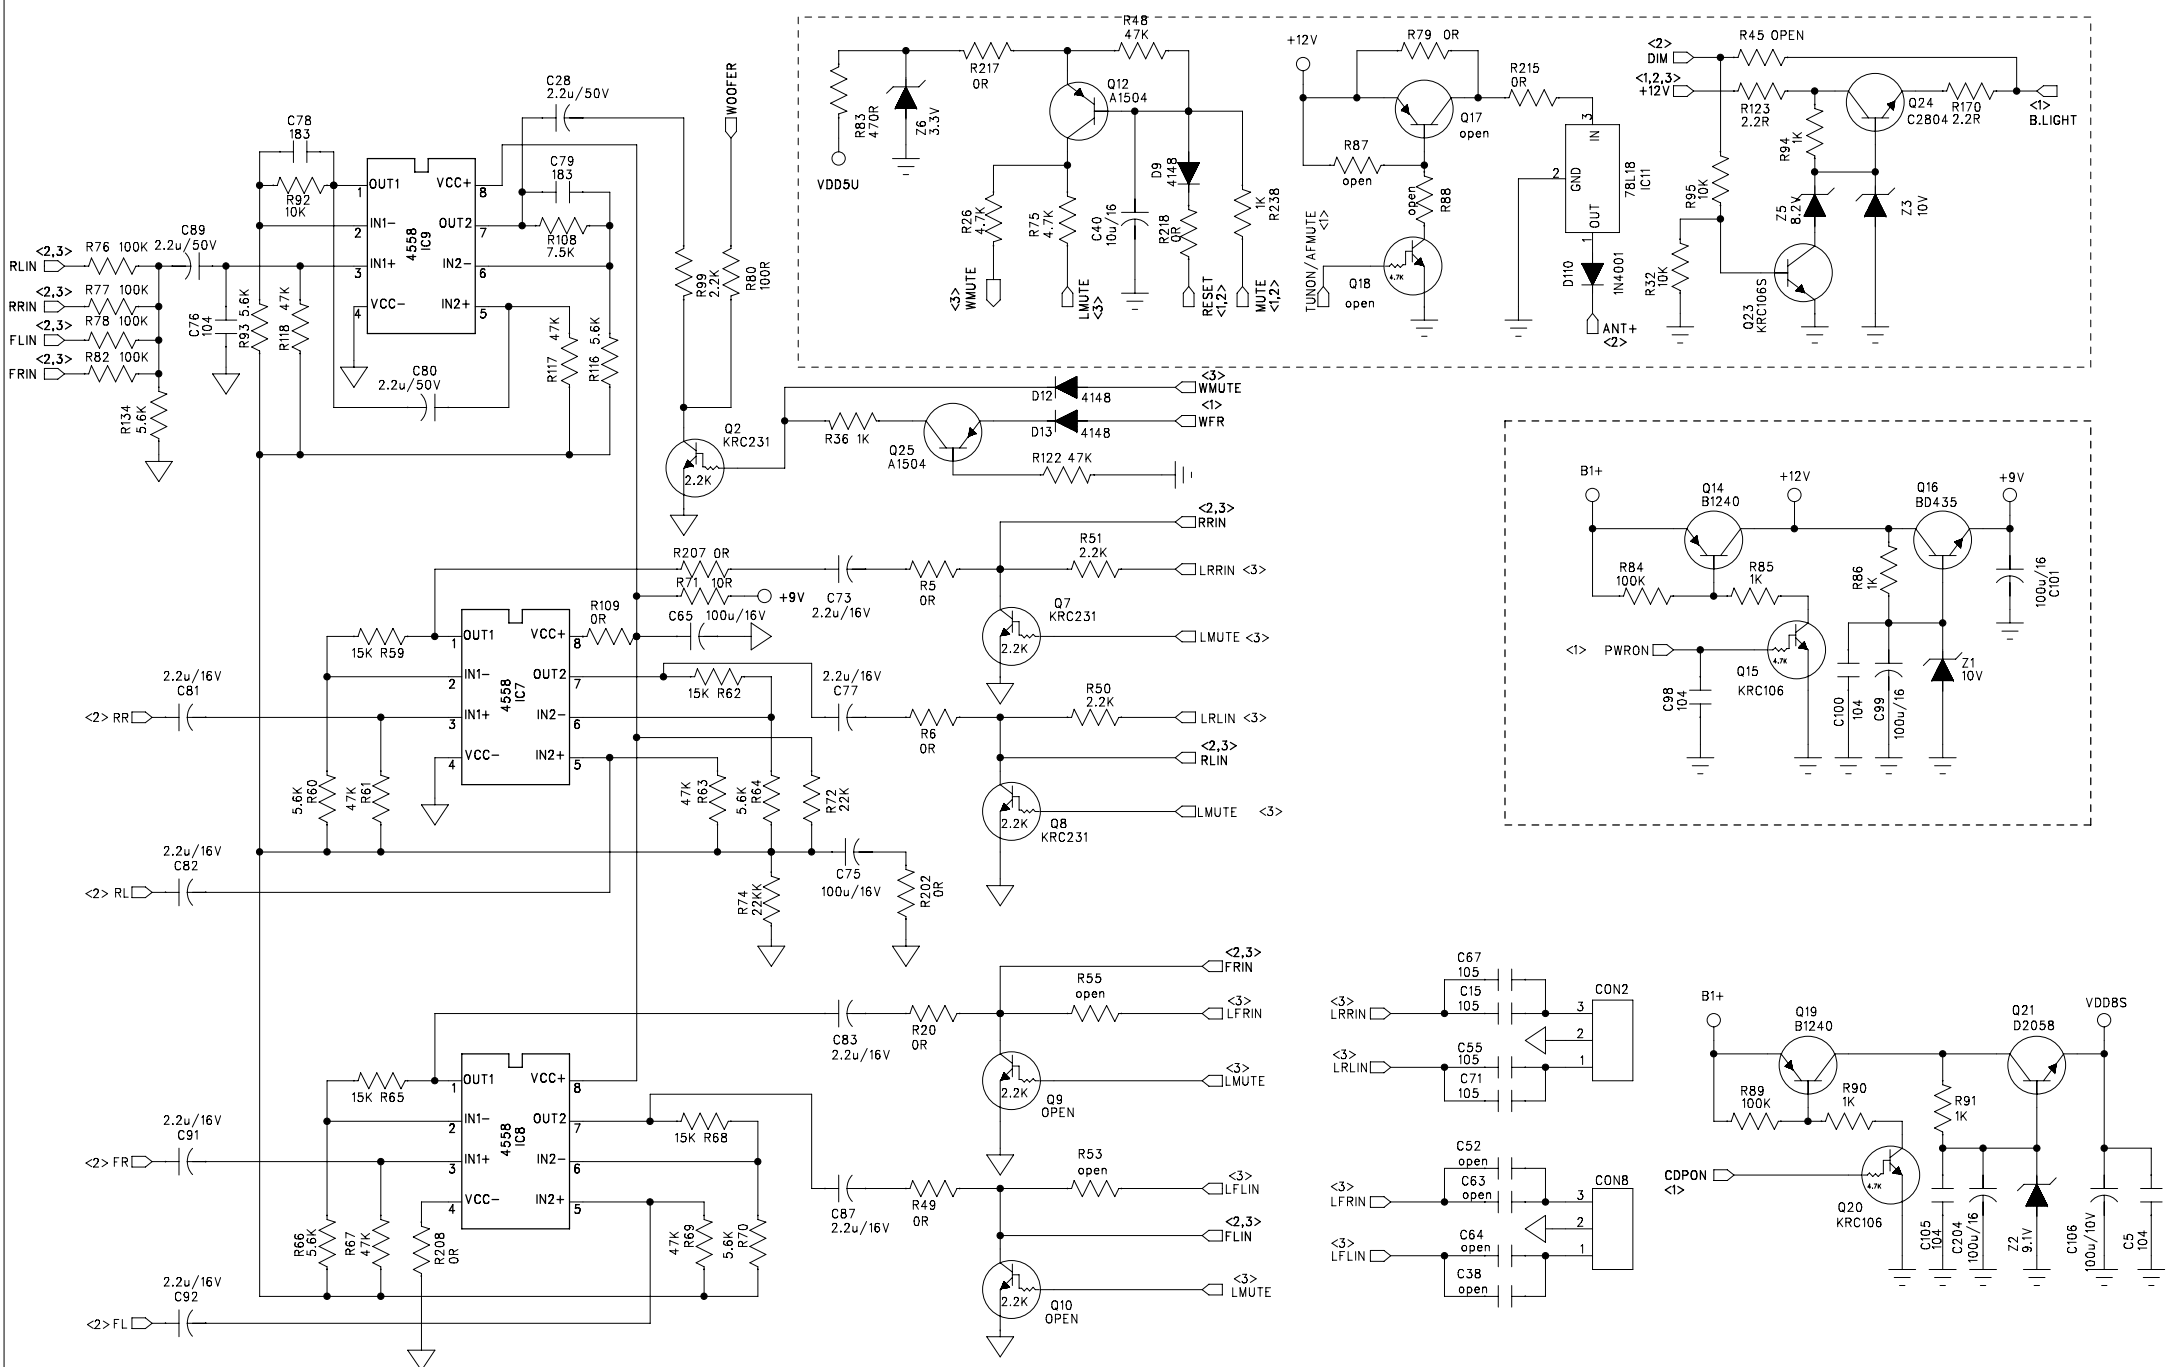 C78
183
R92
10K
OUT1
1
IN1-
2
IN1+
3
VCC-
4
VCC+
8
OUT2
7
IN2-
6
IN2+
5
4558
IC9
C28
2.2u/50V
C79
183
R108
7.5K
C89
2.2u/50V
<2,3>
RLIN
R76 100K
<2,3>
RRIN
R77 100K
<2,3>
FLIN
R78 100K
<2,3>
FRIN
R82 100K
R134
5.6K
C76
104
R93 5.6K
R118 47K
C80
2.2u/50V
R117 47K
R116 5.6K
R99
2.2K
R80
100R
WOOFER
Q2
KRC231
2.2K
R83
470R
VDD5U
Z6
3.3V
R217
0R
R48
47K
Q12
A1504
R26
4.7K
R75
4.7K
C40
10u/16
D9
4148
R218
0R
1K
R238
<3>
WMUTE
LMUTE
<3>
RESET
<1,2>
MUTE
<1,2>
+12V
R79 0R
Q17
open
R87
open
open
R88
TUNON/AFMUTE
<1>
Q18
open
4.7K
R215
0R
3
IN
2
GND
OUT
1
78L18
IC11
D110
1N4001
ANT+
<2>
<2>
DIM
R45 OPEN
<1,2,3>
+12V
R123
2.2R
R94
1K
Q24
C2804
R170
2.2R
<1>
B.LIGHT
R95
10K
R32
10K
Z5
8.2V
Z3
10V
Q23
KRC106S
D12
4148
<3>
WMUTE
D13
4148
<1>
WFR
R36 1K
Q25
A1504
R122 47K
<2,3>
RRIN
R51
2.2K
LRRIN <3>
R207 0R
R71 10R
+9V
C65
100u/16V
C73
2.2u/16V
R5
0R
Q7
KRC231
2.2K
LMUTE <3>
R109
0R
15K R59
OUT1
1
IN1-
2
IN1+
3
VCC-
4
VCC+
8
OUT2
7
IN2-
6
IN2+
5
4558
IC7
15K R62
2.2u/16V
C77
R6
0R
R50
2.2K
LRLIN <3>
<2,3>
RLIN
Q8
KRC231
2.2K
LMUTE <3>
2.2u/16V
C81
<2> RR
5.6K
R60
47K
R61
47K
R63
5.6K
R64
R72
22K
2.2u/16V
C82
<2> RL
R74
22KK
C75
100u/16V
R202
0R
B1+
Q14
B1240
+12V
Q16
BD435
+9V
R84
100K
R85
1K
R86
1K
100u/16
C101
<1> PWRON
Q15
KRC106
4.7K
C98
104
C100
104
C99
100u/16
Z1
10V
<2,3>
FRIN
R55
open
<3>
LFRIN
C83
2.2u/16V
R20
0R
<3>
LMUTE
Q9
OPEN
2.2K
15K R65
OUT1
1
IN1-
2
IN1+
3
VCC-
4
VCC+
8
OUT2
7
IN2-
6
IN2+
5
4558
IC8
15K R68
2.2u/16V
C91
<2> FR
R66
5.6K
R67
47K
R208
0R
47K
R69
5.6K
R70
C87
2.2u/16V
R49
0R
R53
open
<3>
LFLIN
<2,3>
FLIN
<3>
LMUTE
Q10
OPEN
2.2K
2.2u/16V
C92
<2> FL
C67
105
C15
105
<3>
LRRIN
CON2
3
2
1
<3>
LRLIN
C55
105
C71
105
C52
open
C63
open
<3>
LFRIN
CON8
3
2
1
<3>
LFLIN
C64
open
C38
open
B1+
Q19
B1240
Q21
D2058
VDD8S
R89
100K
R90
1K
R91
1K
CDPON
<1>
Q20
KRC106
4.7K
C105
104
C204
100u/16
Z2
9.1V
C106
100u/10V
C5
104